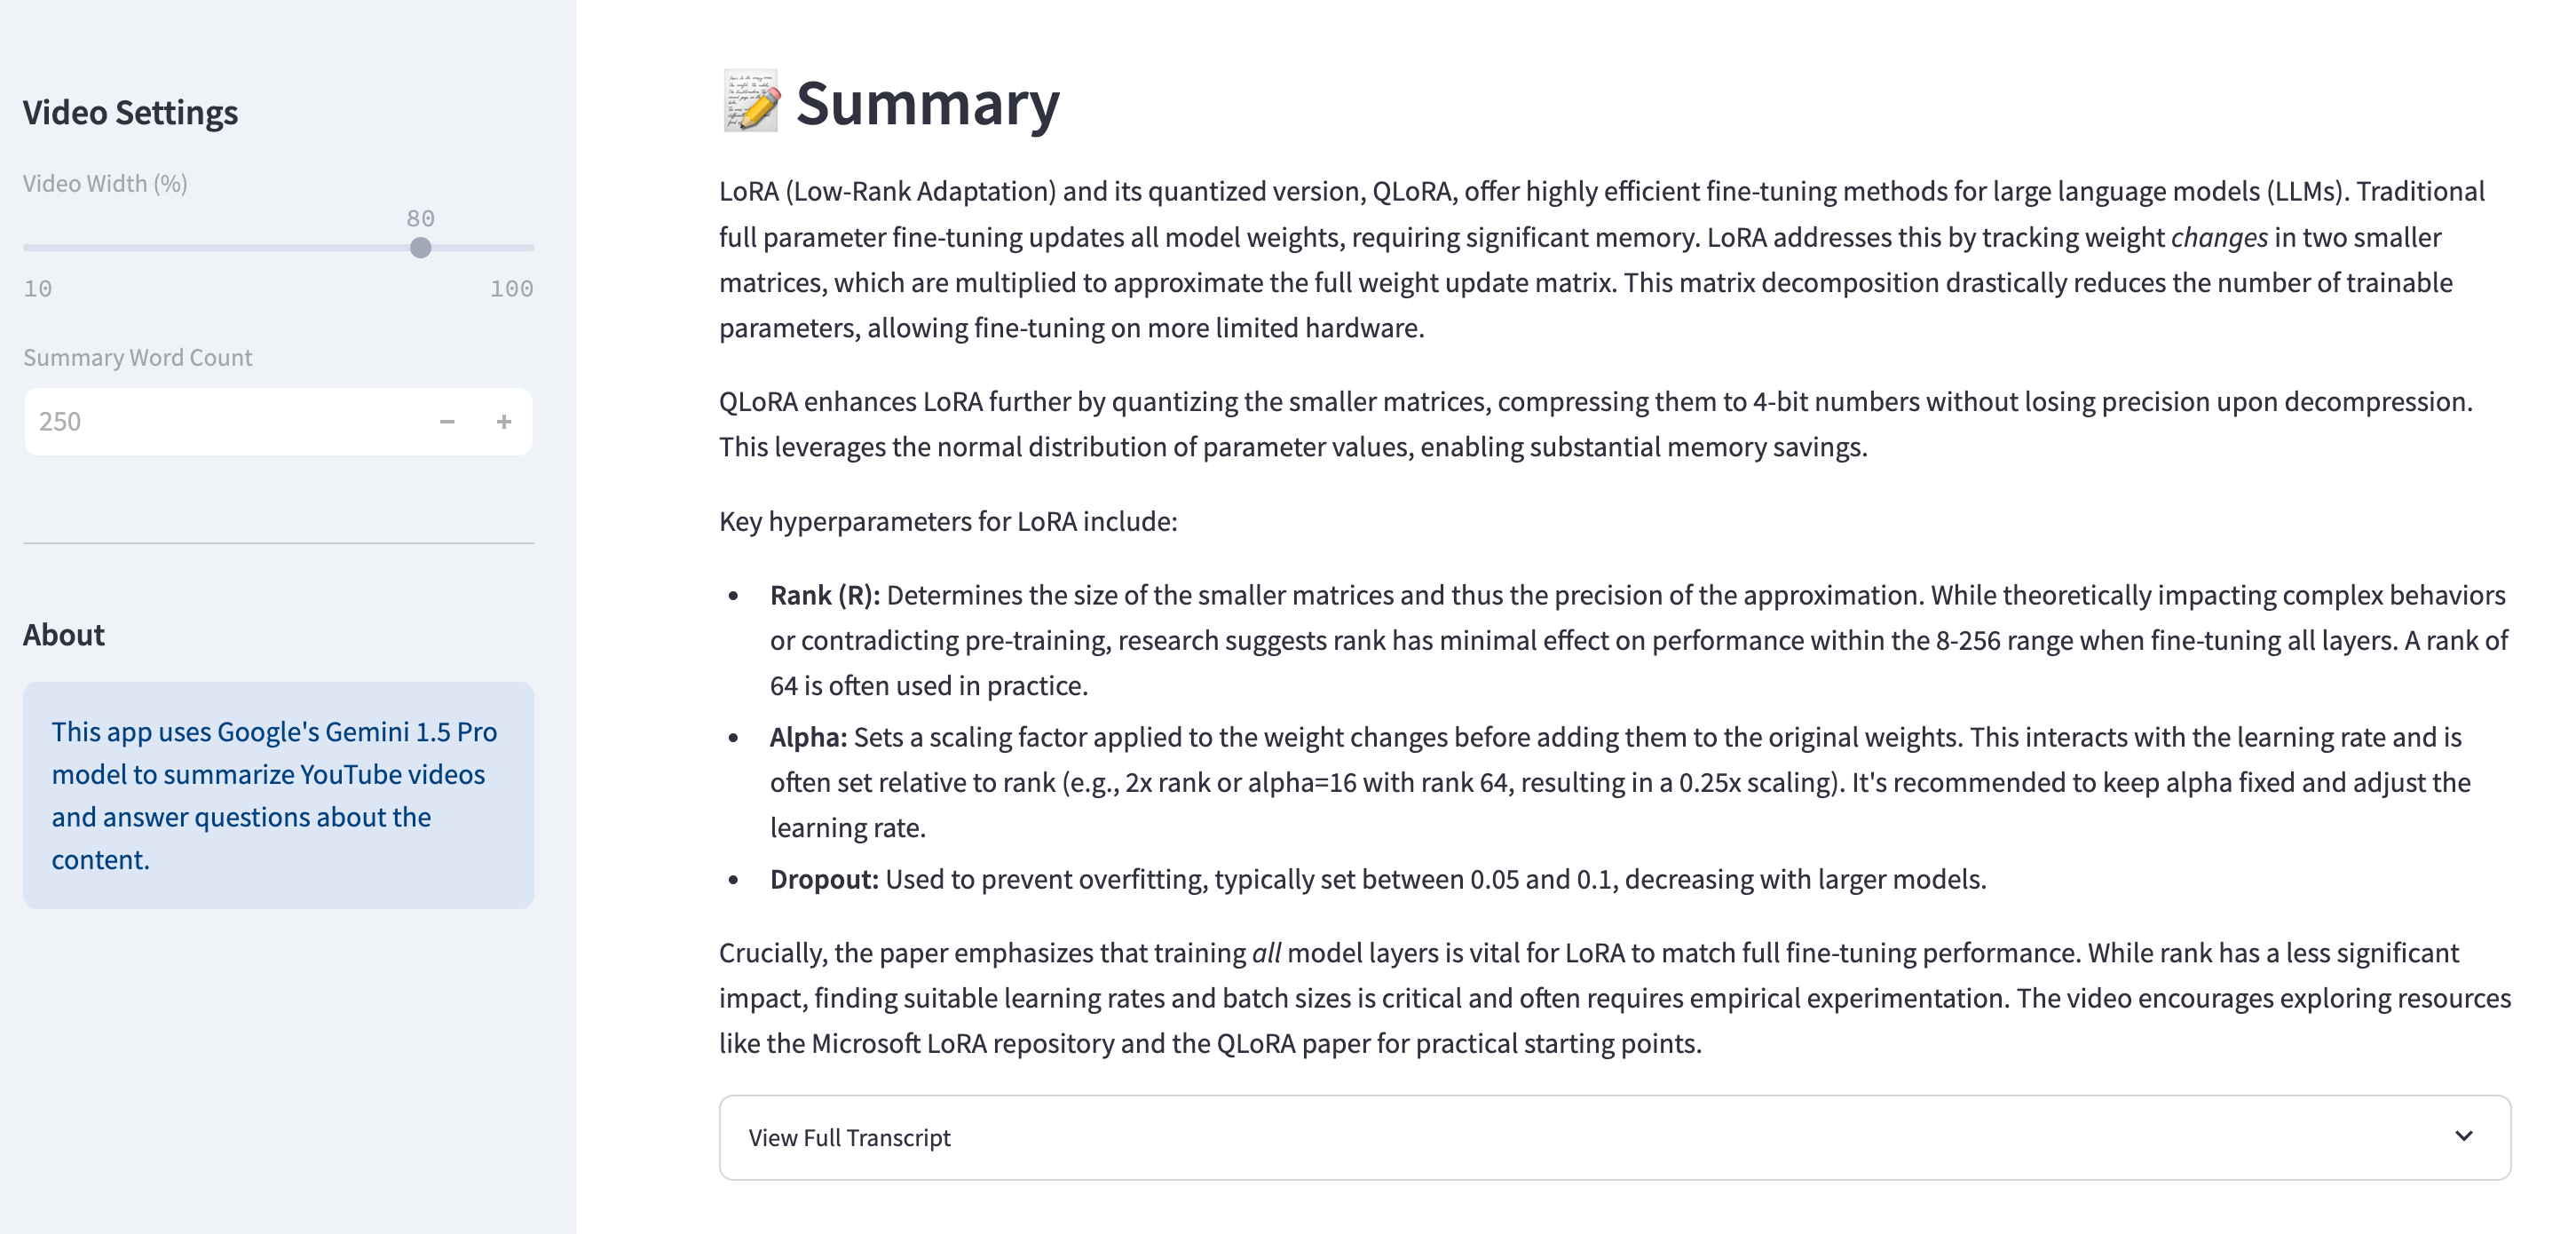 Video Settings
Video Width (%)
80
10 100
Summary Word Count
250 − +
About
This app uses Google's Gemini 1.5 Pro
model to summarize YouTube videos
and answer questions about the
content.
Summary
LoRA (Low-Rank Adaptation) and its quantized version, QLoRA, offer highly efficient fine-tuning methods for large language models (LLMs). Traditional
full parameter fine-tuning updates all model weights, requiring significant memory. LoRA addresses this by tracking weight changes in two smaller
matrices, which are multiplied to approximate the full weight update matrix. This matrix decomposition drastically reduces the number of trainable
parameters, allowing fine-tuning on more limited hardware.
QLoRA enhances LoRA further by quantizing the smaller matrices, compressing them to 4-bit numbers without losing precision upon decompression.
This leverages the normal distribution of parameter values, enabling substantial memory savings.
Key hyperparameters for LoRA include:
• Rank (R): Determines the size of the smaller matrices and thus the precision of the approximation. While theoretically impacting complex behaviors
or contradicting pre-training, research suggests rank has minimal effect on performance within the 8-256 range when fine-tuning all layers. A rank of
64 is often used in practice.
• Alpha: Sets a scaling factor applied to the weight changes before adding them to the original weights. This interacts with the learning rate and is
often set relative to rank (e.g., 2x rank or alpha=16 with rank 64, resulting in a 0.25x scaling). It's recommended to keep alpha fixed and adjust the
learning rate.
• Dropout: Used to prevent overfitting, typically set between 0.05 and 0.1, decreasing with larger models.
Crucially, the paper emphasizes that training all model layers is vital for LoRA to match full fine-tuning performance. While rank has a less significant
impact, finding suitable learning rates and batch sizes is critical and often requires empirical experimentation. The video encourages exploring resources
like the Microsoft LoRA repository and the QLoRA paper for practical starting points.
View Full Transcript